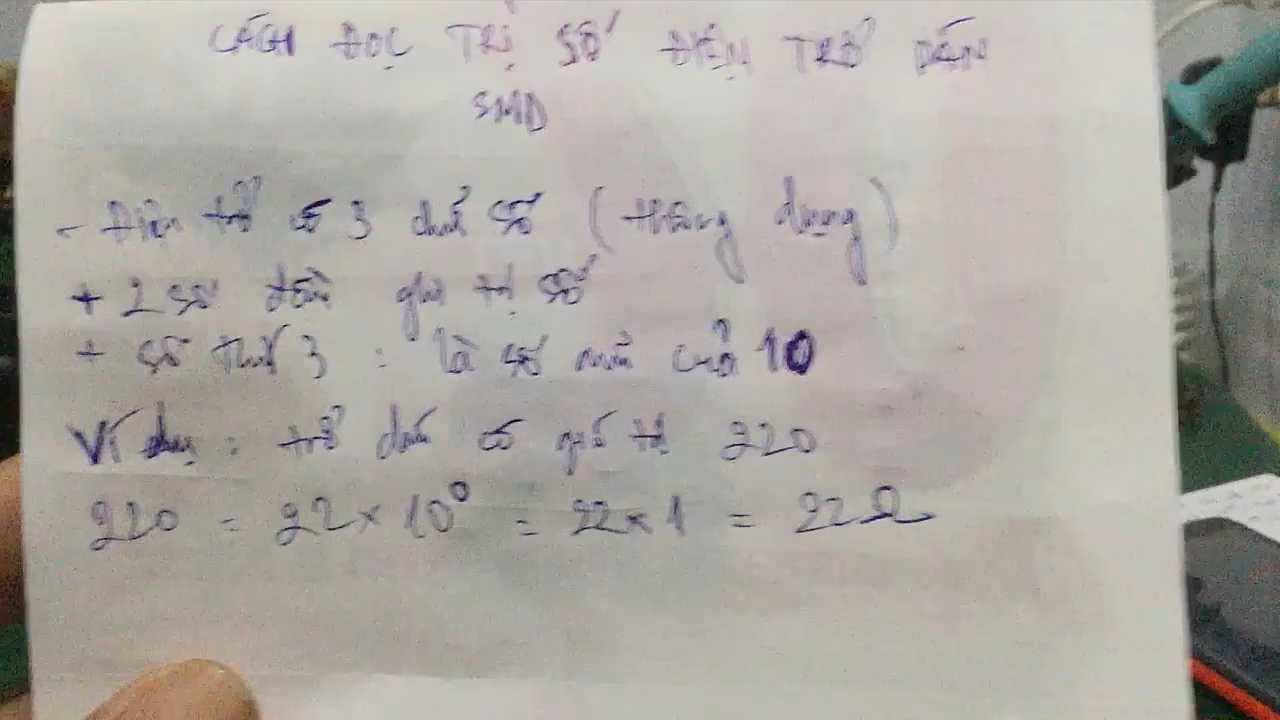 CÁCH ĐỌC TRỊ SỐ ĐIỆN TRỞ DÁN
SMD
- Điện trở có 3 chữ số (thông dụng)
+ 2 số đầu ghi trị số
+ số thứ 3 : là số mũ của 10
Ví dụ : trở dán có giá trị 220
220 = 22 x 10⁰ = 22 x 1 = 22Ω